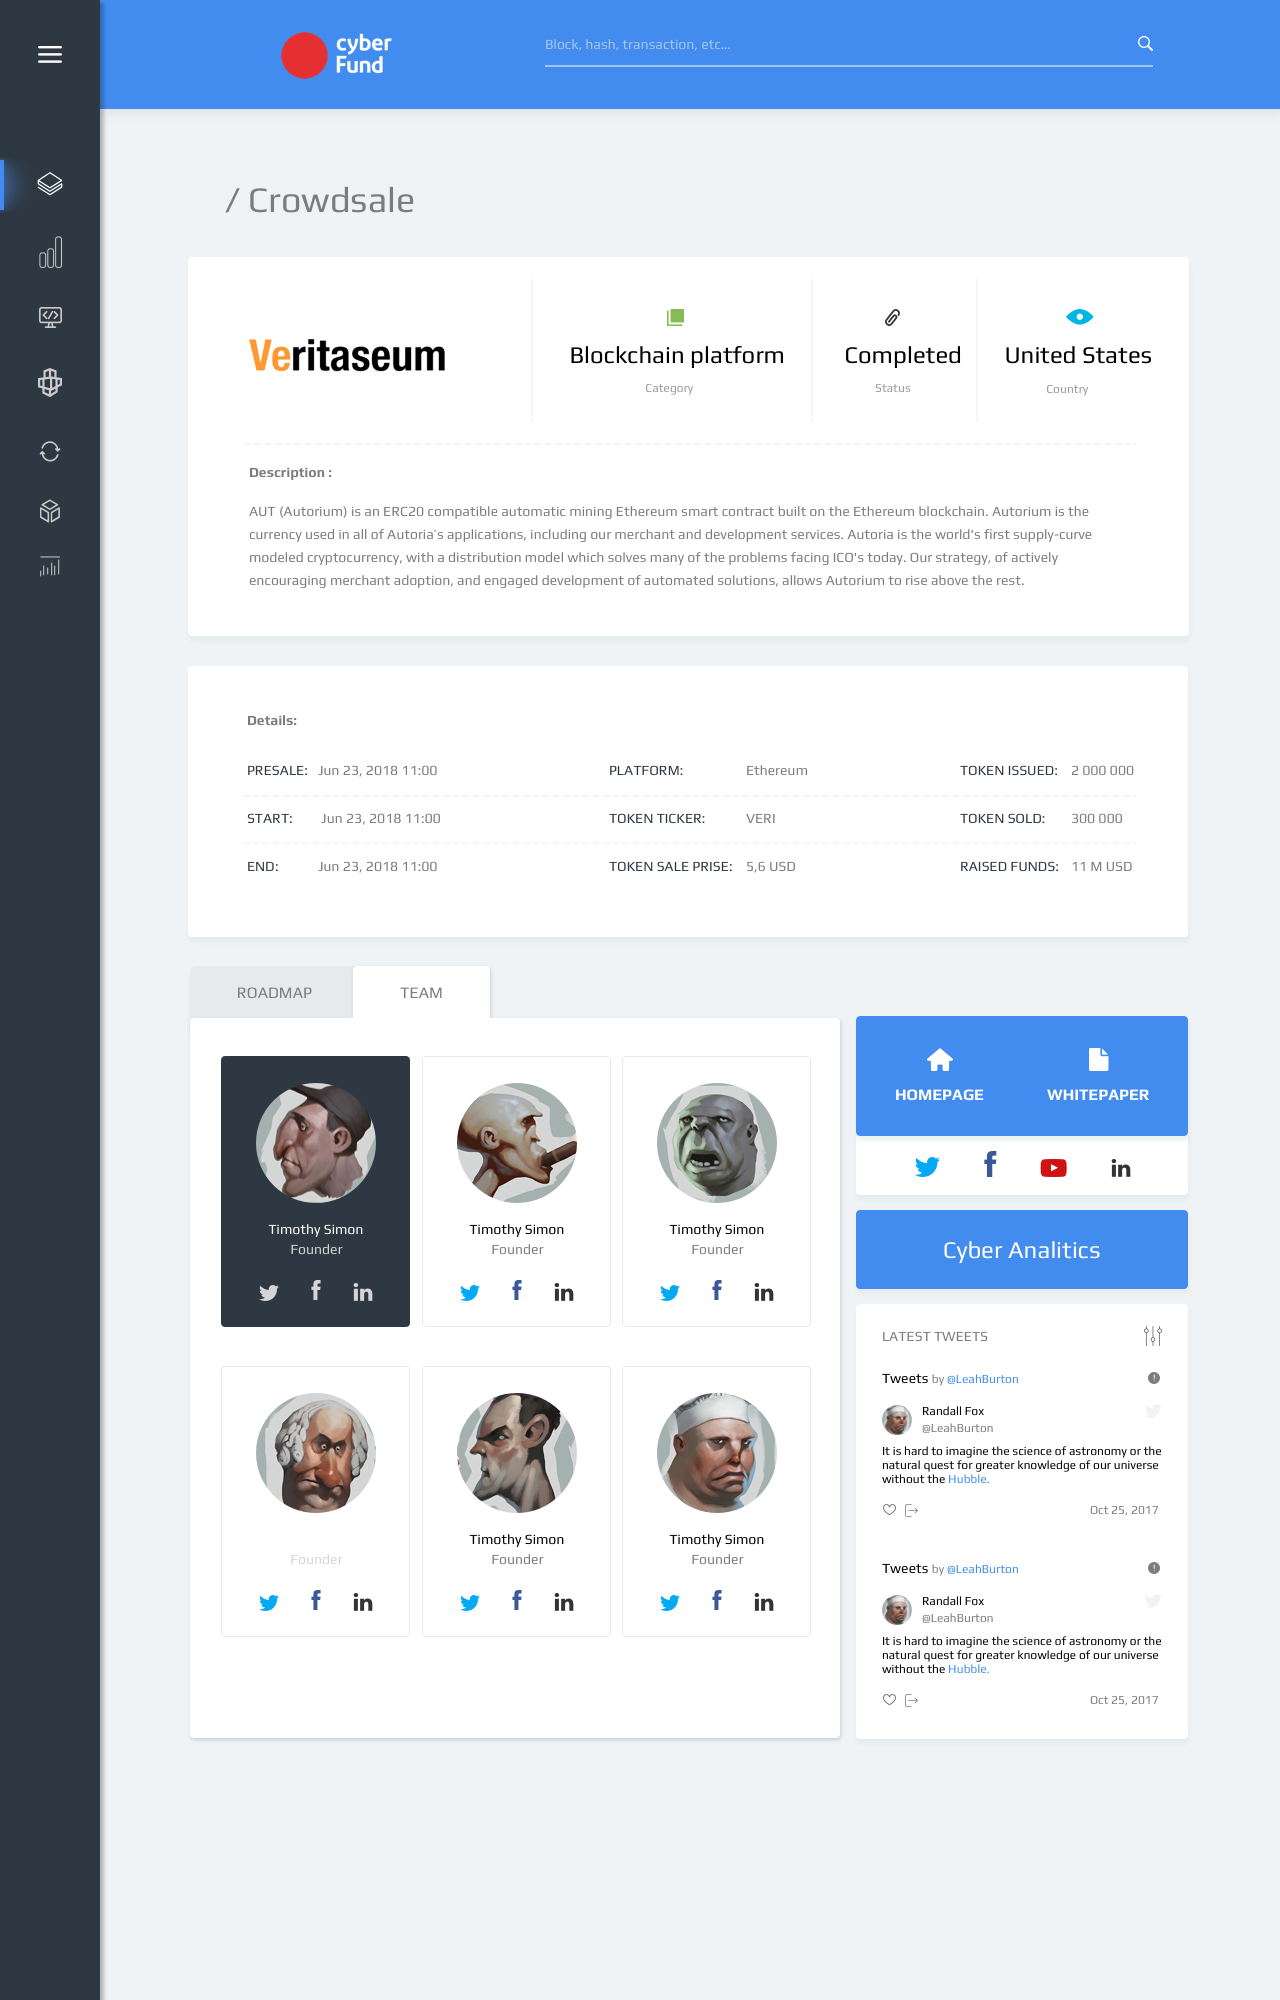 cyber
Fund
Block, hash, transaction, etc...
/ Crowdsale
Veritaseum
Blockchain platform
Category
Completed
Status
United States
Country
Description :
AUT (Autorium) is an ERC20 compatible automatic mining Ethereum smart contract built on the Ethereum blockchain. Autorium is the
currency used in all of Autoria's applications, including our merchant and development services. Autoria is the world's first supply-curve
modeled cryptocurrency, with a distribution model which solves many of the problems facing ICO's today. Our strategy, of actively
encouraging merchant adoption, and engaged development of automated solutions, allows Autorium to rise above the rest.
Details:
PRESALE: Jun 23, 2018 11:00 PLATFORM: Ethereum TOKEN ISSUED: 2 000 000
START: Jun 23, 2018 11:00 TOKEN TICKER: VERI TOKEN SOLD: 300 000
END: Jun 23, 2018 11:00 TOKEN SALE PRISE: 5,6 USD RAISED FUNDS: 11 M USD
ROADMAP TEAM
Timothy Simon
Founder
Timothy Simon
Founder
Timothy Simon
Founder
Founder
Timothy Simon
Founder
Timothy Simon
Founder
HOMEPAGE WHITEPAPER
Cyber Analitics
LATEST TWEETS
Tweets by @LeahBurton
Randall Fox
@LeahBurton
It is hard to imagine the science of astronomy or the
natural quest for greater knowledge of our universe
without the Hubble.
Oct 25, 2017
Tweets by @LeahBurton
Randall Fox
@LeahBurton
It is hard to imagine the science of astronomy or the
natural quest for greater knowledge of our universe
without the Hubble.
Oct 25, 2017